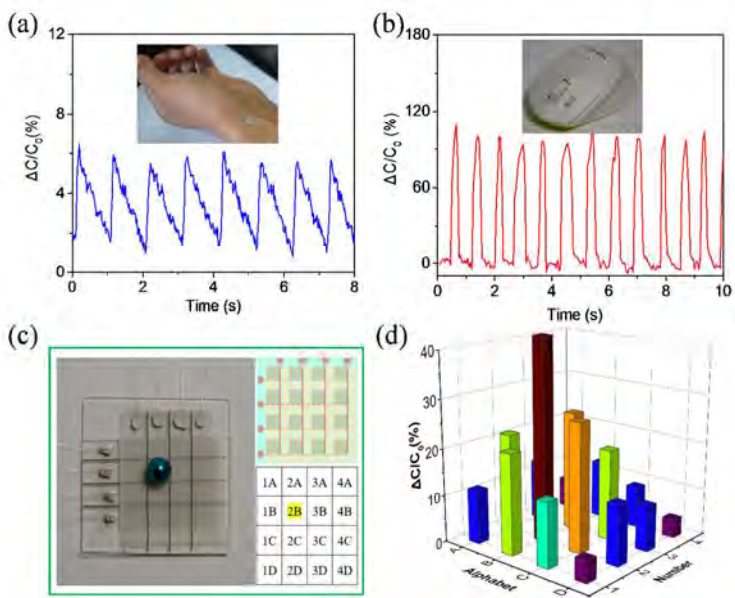 (a)
12
8
4
0
ΔC/C₀(%)
0 2 4 6 8
Time (s)
(b)
180
120
60
0
ΔC/C₀(%)
0 2 4 6 8 10
Time (s)
(c)
1A 2A 3A 4A
1B 2B 3B 4B
1C 2C 3C 4C
1D 2D 3D 4D
(d)
40
30
20
10
0
ΔC/C₀(%)
A
B
C
D
Alphabet
1
2
3
4
Number